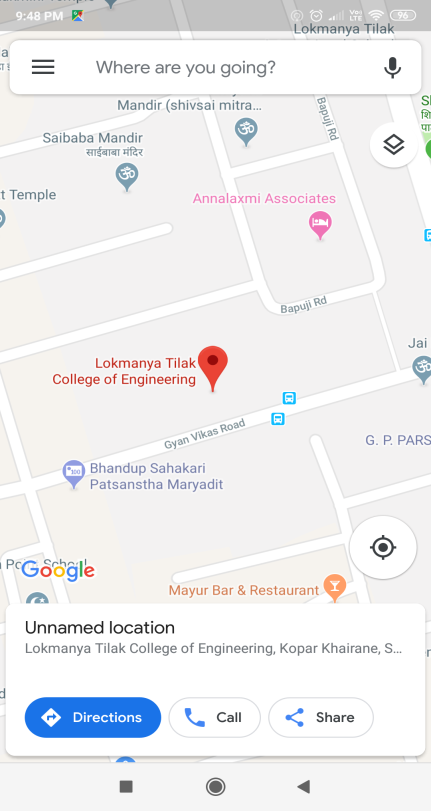 9:48 PM
VoI LTE
96
Lokmanya Tilak
Where are you going?
Mandir (shivsai mitra...
Bapuji Rd
Saibaba Mandir
साईबाबा मंदिर
t Temple
Annalaxmi Associates
Bapuji Rd
Jai
Lokmanya Tilak
College of Engineering
Gyan Vikas Road
G. P. PARS
Bhandup Sahakari
Patsanstha Maryadit
Google
Mayur Bar & Restaurant
Unnamed location
Lokmanya Tilak College of Engineering, Kopar Khairane, S...
Directions
Call
Share